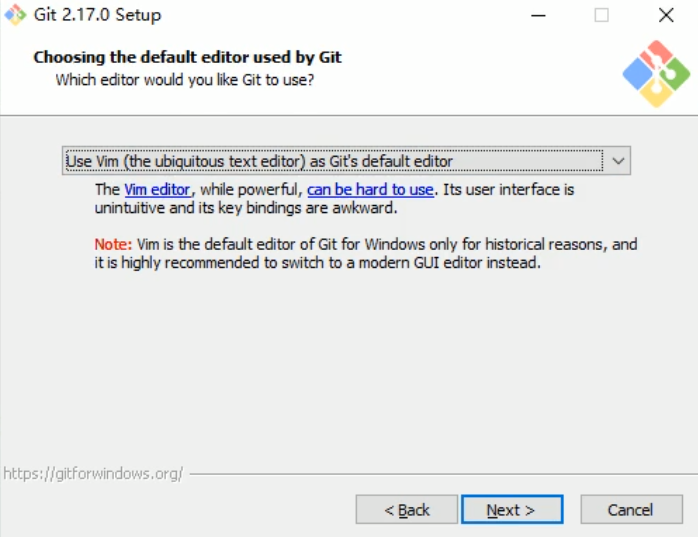 Git 2.17.0 Setup
Choosing the default editor used by Git
Which editor would you like Git to use?
Use Vim (the ubiquitous text editor) as Git's default editor
The Vim editor, while powerful, can be hard to use. Its user interface is
unintuitive and its key bindings are awkward.
Note: Vim is the default editor of Git for Windows only for historical reasons, and
it is highly recommended to switch to a modern GUI editor instead.
https://gitforwindows.org/
< Back
Next >
Cancel